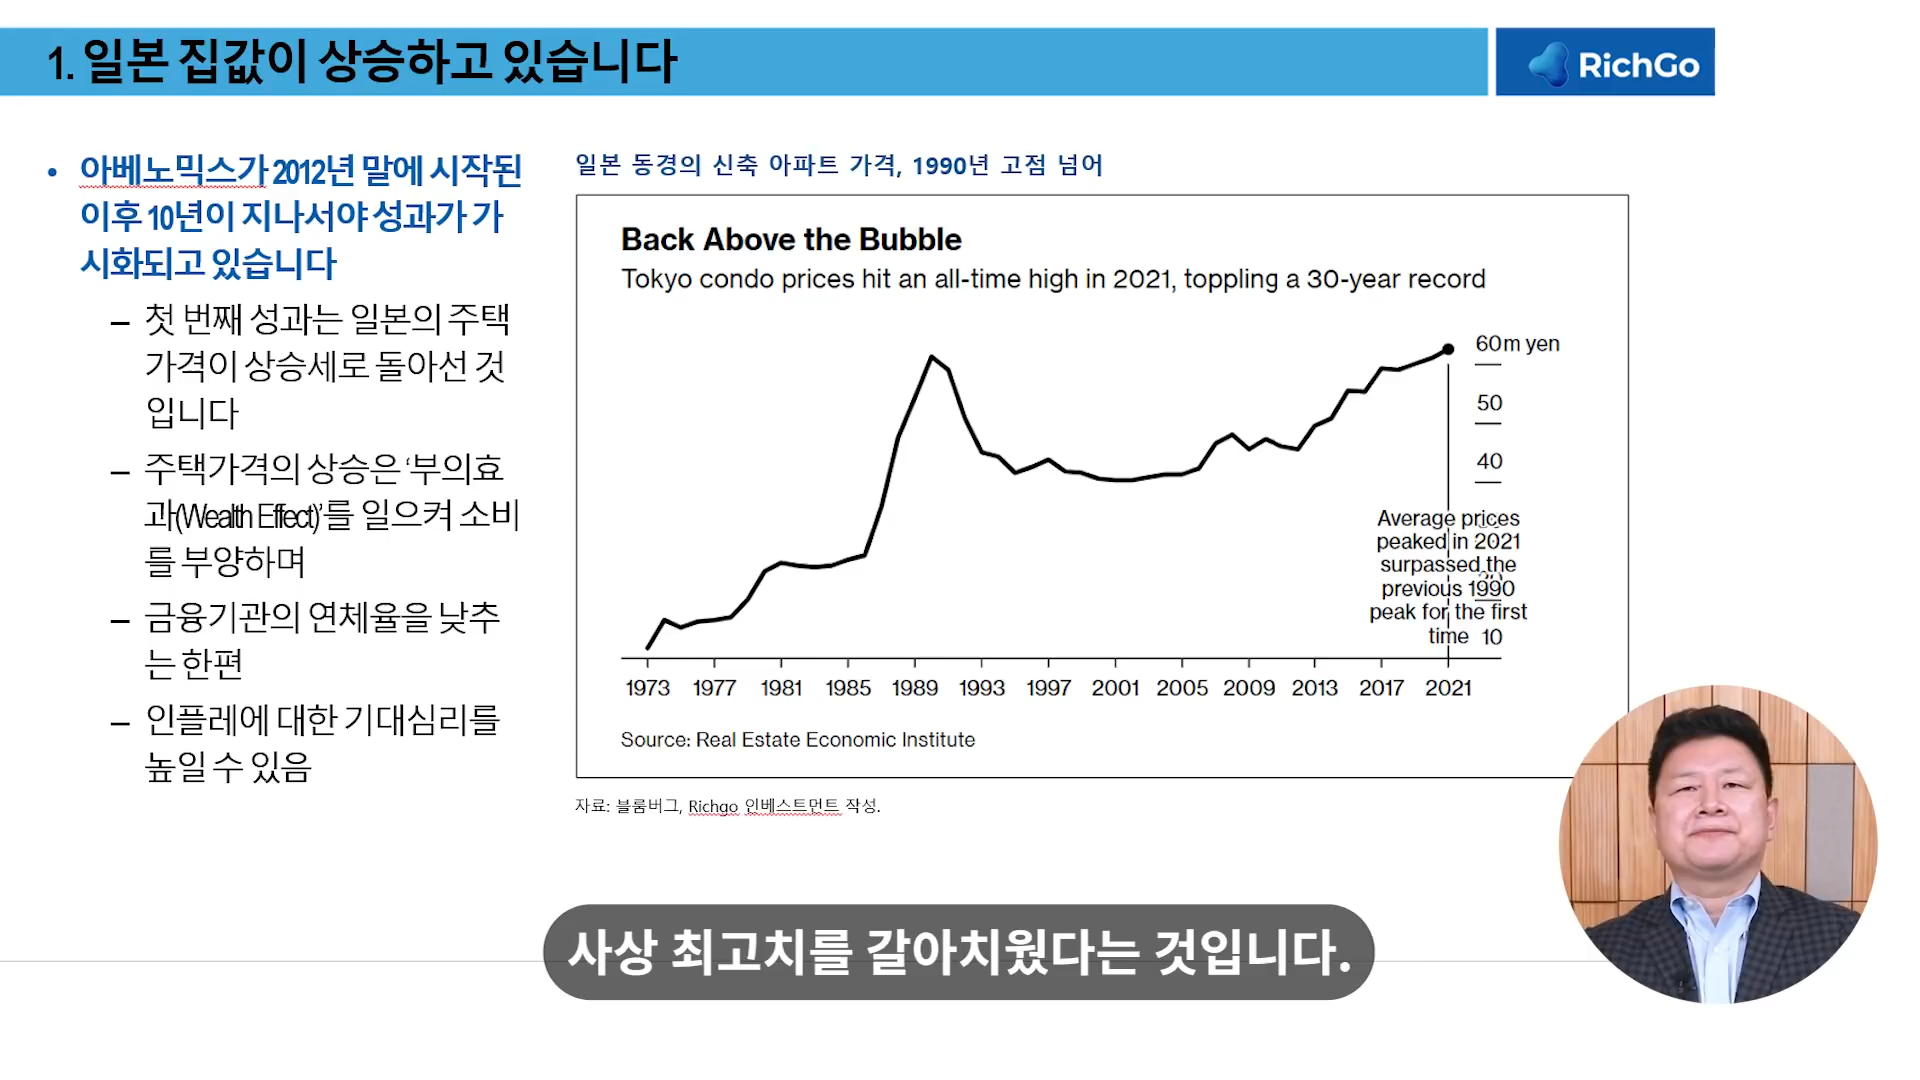 1. 일본 집값이 상승하고 있습니다
RichGo
• 아베노믹스가 2012년 말에 시작된
이후 10년이 지나서야 성과가 가
시화되고 있습니다
– 첫 번째 성과는 일본의 주택
가격이 상승세로 돌아선 것
입니다
– 주택가격의 상승은 ‘부의효
과(Wealth Effect)’를 일으켜 소비
를 부양하며
– 금융기관의 연체율을 낮추
는 한편
– 인플레에 대한 기대심리를
높일 수 있음
일본 동경의 신축 아파트 가격, 1990년 고점 넘어
Back Above the Bubble
Tokyo condo prices hit an all-time high in 2021, toppling a 30-year record
60m yen
50
40
Average prices
peaked in 2021
surpassed the
previous 1990
peak for the first
time
10
1973 1977 1981 1985 1989 1993 1997 2001 2005 2009 2013 2017 2021
Source: Real Estate Economic Institute
자료: 블룸버그, Richgo 인베스트먼트 작성.
사상 최고치를 갈아치웠다는 것입니다.